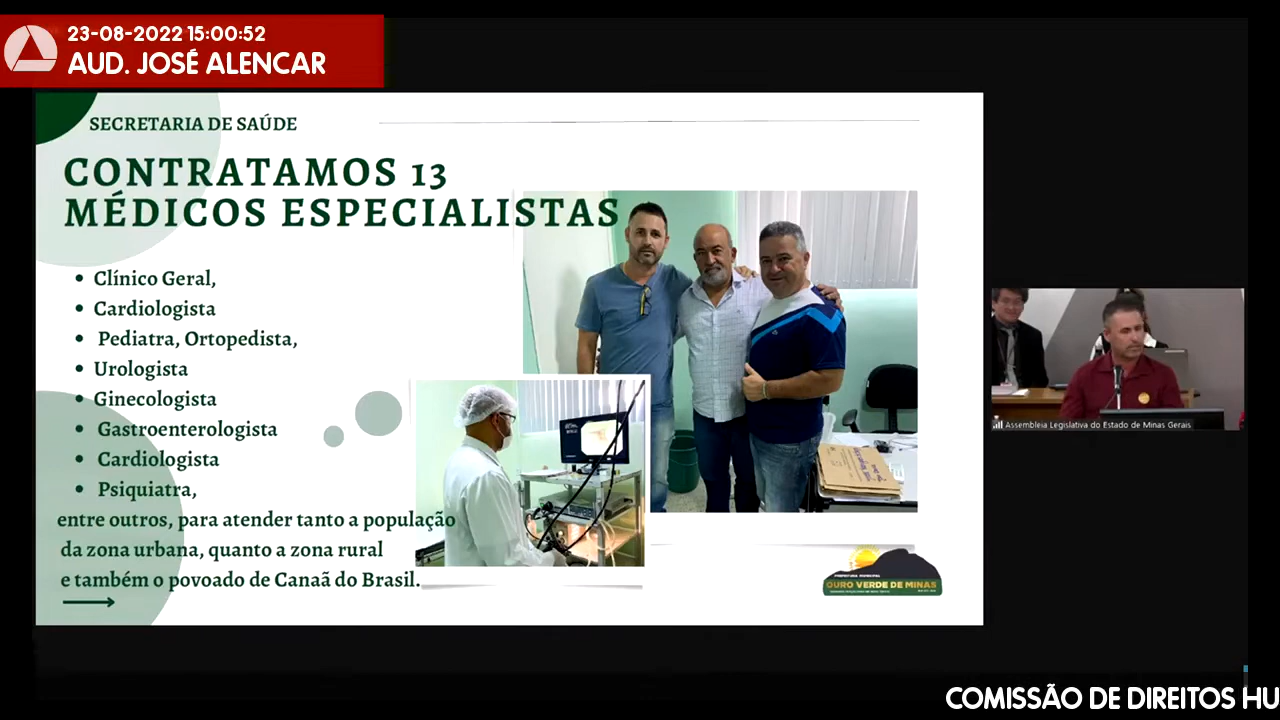 23-08-2022 15:00:52
AUD. JOSÉ ALENCAR
SECRETARIA DE SAÚDE
CONTRATAMOS 13
MÉDICOS ESPECIALISTAS
• Clínico Geral,
• Cardiologista
• Pediatra, Ortopedista,
• Urologista
• Ginecologista
• Gastroenterologista
• Cardiologista
• Psiquiatra,
entre outros, para atender tanto a população
da zona urbana, quanto a zona rural
e também o povoado de Canaã do Brasil.
PREFEITURA MUNICIPAL
OURO VERDE DE MINAS
Assembleia Legislativa do Estado de Minas Gerais
COMISSÃO DE DIREITOS HU